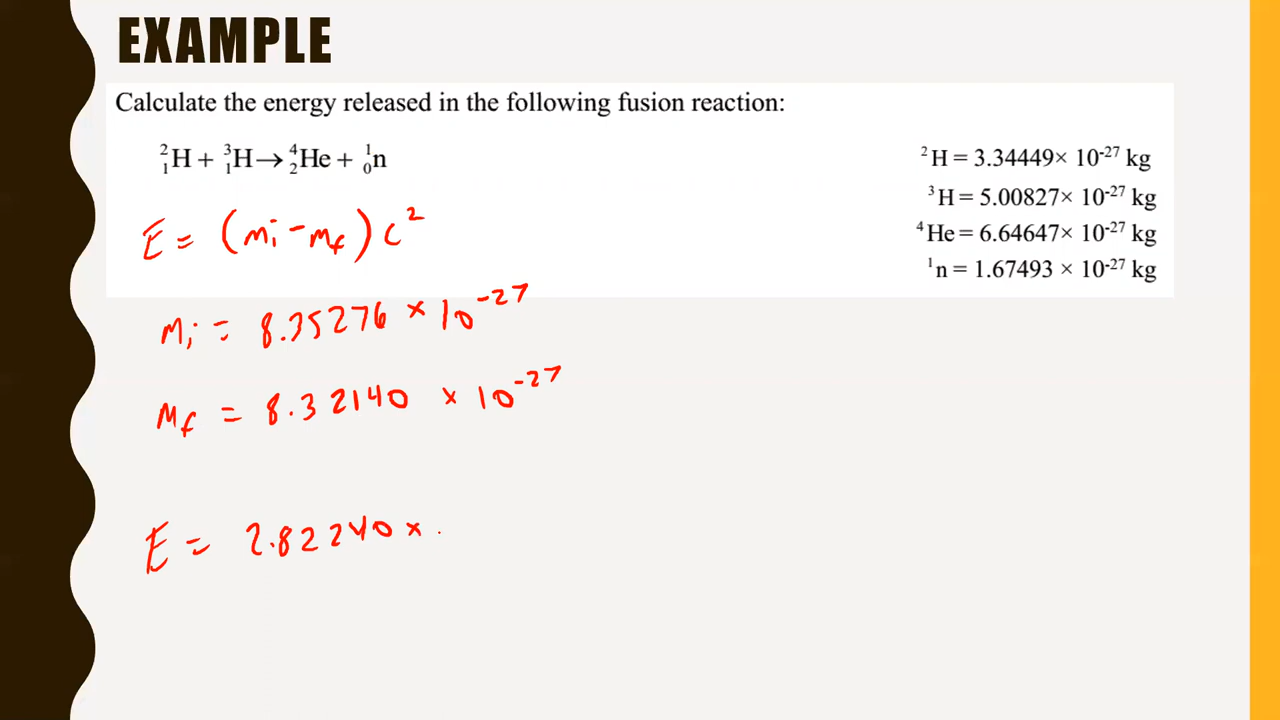 EXAMPLE
Calculate the energy released in the following fusion reaction:
²₁H + ³₁H → ⁴₂He + ¹₀n
²H = 3.34449× 10⁻²⁷ kg
³H = 5.00827× 10⁻²⁷ kg
⁴He = 6.64647× 10⁻²⁷ kg
¹n = 1.67493 × 10⁻²⁷ kg
E = (mᵢ - m_f) c²
mᵢ = 8.35276 × 10⁻²⁷
m_f = 8.32140 × 10⁻²⁷
E = 2.82240 ×